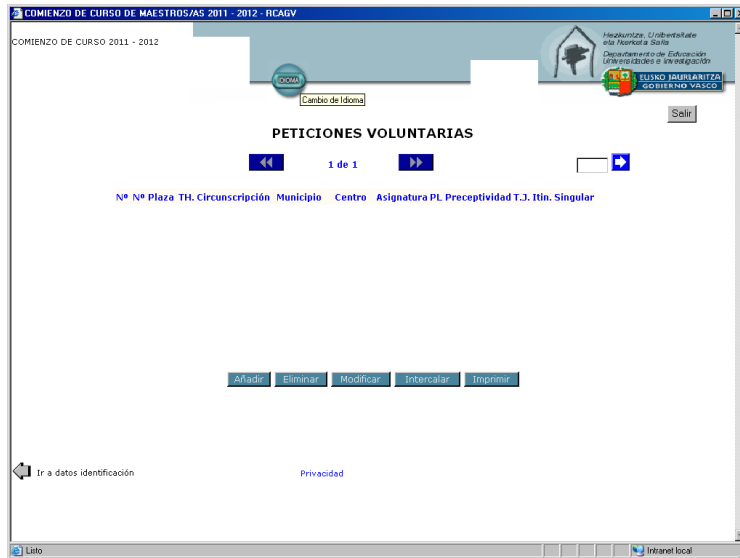 COMIENZO DE CURSO DE MAESTROS/AS 2011 - 2012 - RCAGV
COMIENZO DE CURSO 2011 - 2012
Hezkuntza, Unibertsitate
eta Ikerketa Saila
Departamento de Educación
Universidades e Investigación
EUSKO JAURLARITZA
GOBIERNO VASCO
IDIOMA
Cambio de Idioma
Salir
PETICIONES VOLUNTARIAS
1 de 1
Nº Nº Plaza TH. Circunscripción Municipio Centro Asignatura PL Preceptividad T.J. Itin. Singular
Añadir Eliminar Modificar Intercalar Imprimir
Ir a datos identificación
Privacidad
Listo
Intranet local